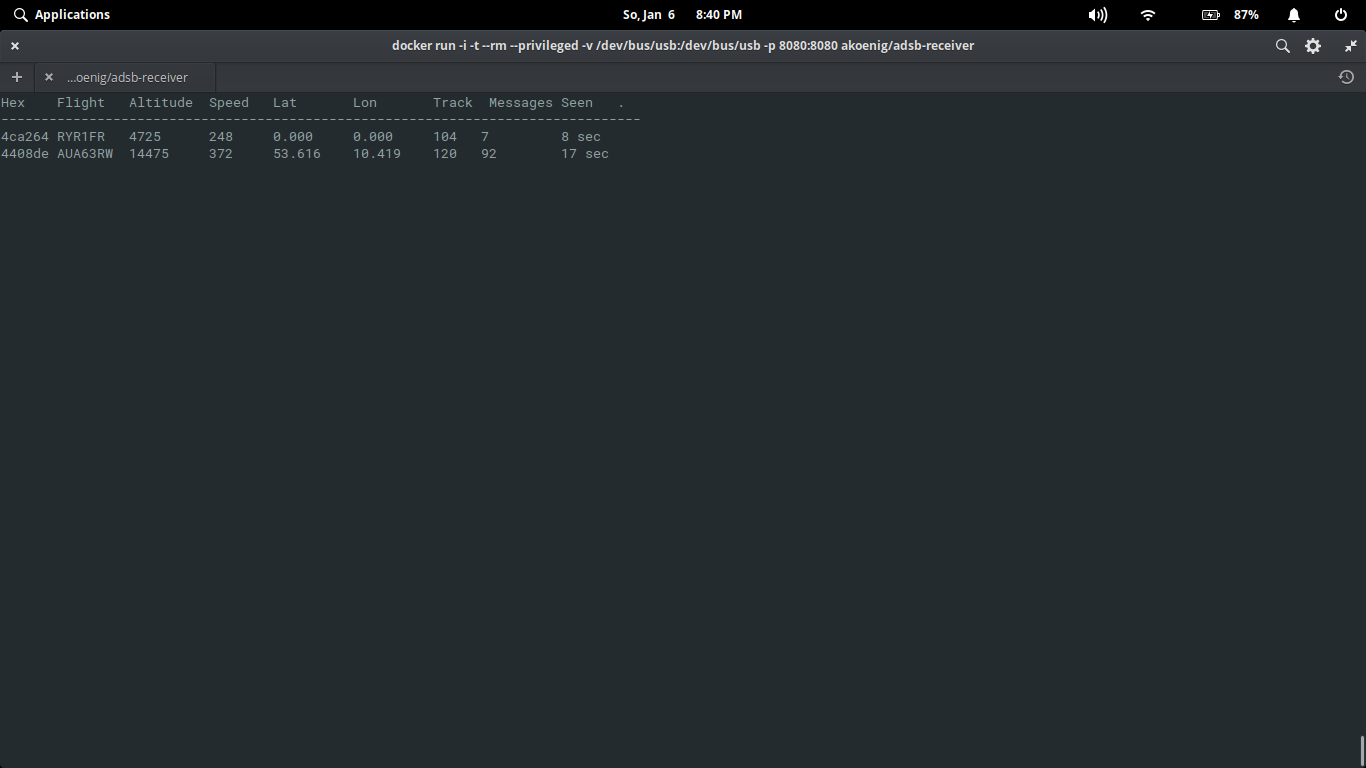 Applications So, Jan 6 8:40 PM 87%
docker run -i -t --rm --privileged -v /dev/bus/usb:/dev/bus/usb -p 8080:8080 akoenig/adsb-receiver
...oenig/adsb-receiver
Hex Flight Altitude Speed Lat Lon Track Messages Seen .
--------------------------------------------------------------------------------
4ca264 RYR1FR 4725 248 0.000 0.000 104 7 8 sec
4408de AUA63RW 14475 372 53.616 10.419 120 92 17 sec